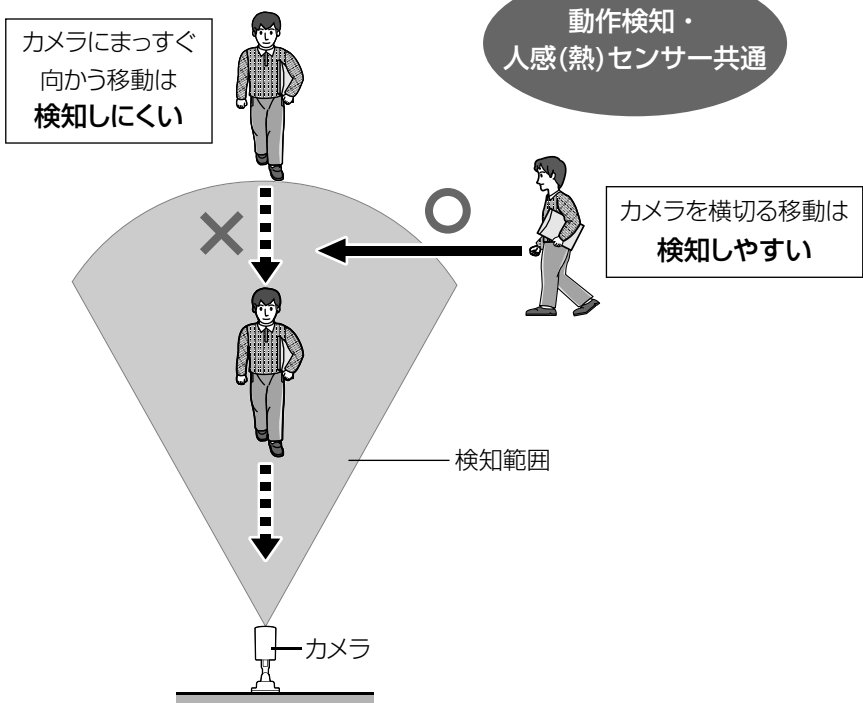 動作検知・
人感(熱)センサー共通
カメラにまっすぐ
向かう移動は
検知しにくい
カメラを横切る移動は
検知しやすい
検知範囲
カメラ